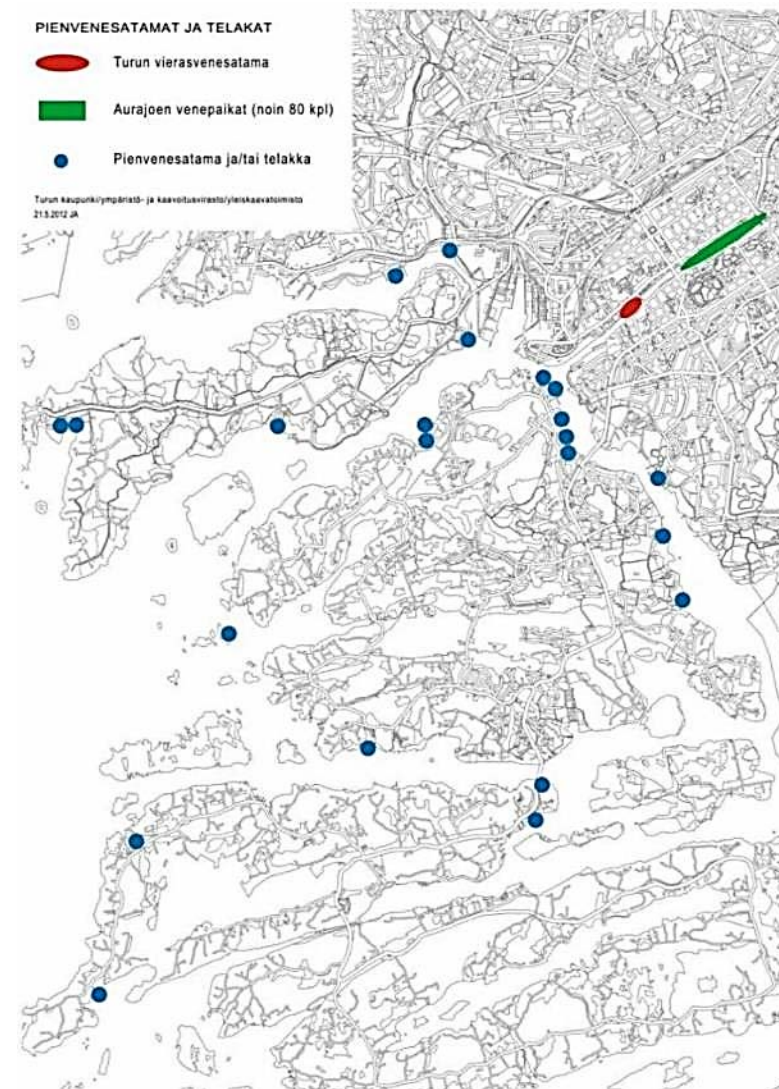 PIENVENESATAMAT JA TELAKAT
Turun vierasvenesatama
Aurajoen venepaikat (noin 80 kpl)
Pienvenesatama ja/tai telakka
Turun kaupunki/ympäristö- ja kaavoitusvirasto/yleiskaavatoimisto
21.5.2012 JA